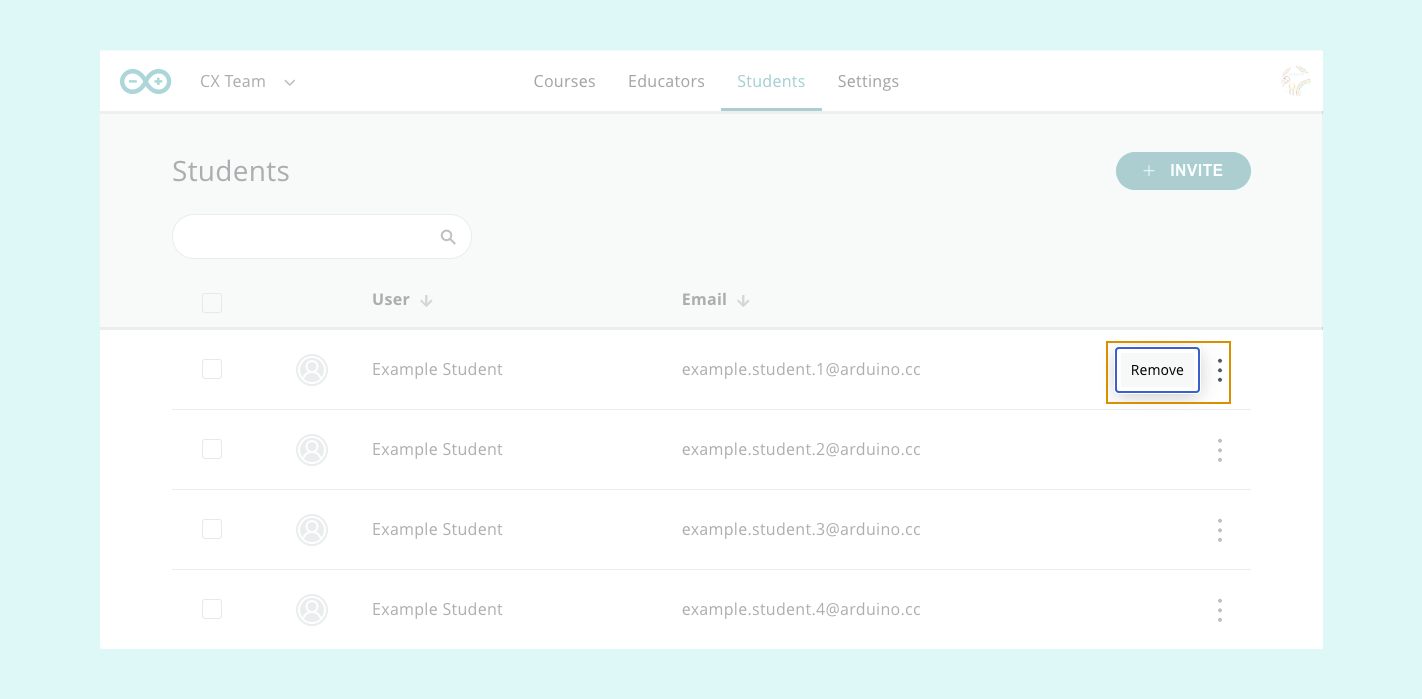 CX Team Courses Educators Students Settings
Students
+ INVITE
User Email
Example Student example.student.1@arduino.cc Remove
Example Student example.student.2@arduino.cc
Example Student example.student.3@arduino.cc
Example Student example.student.4@arduino.cc